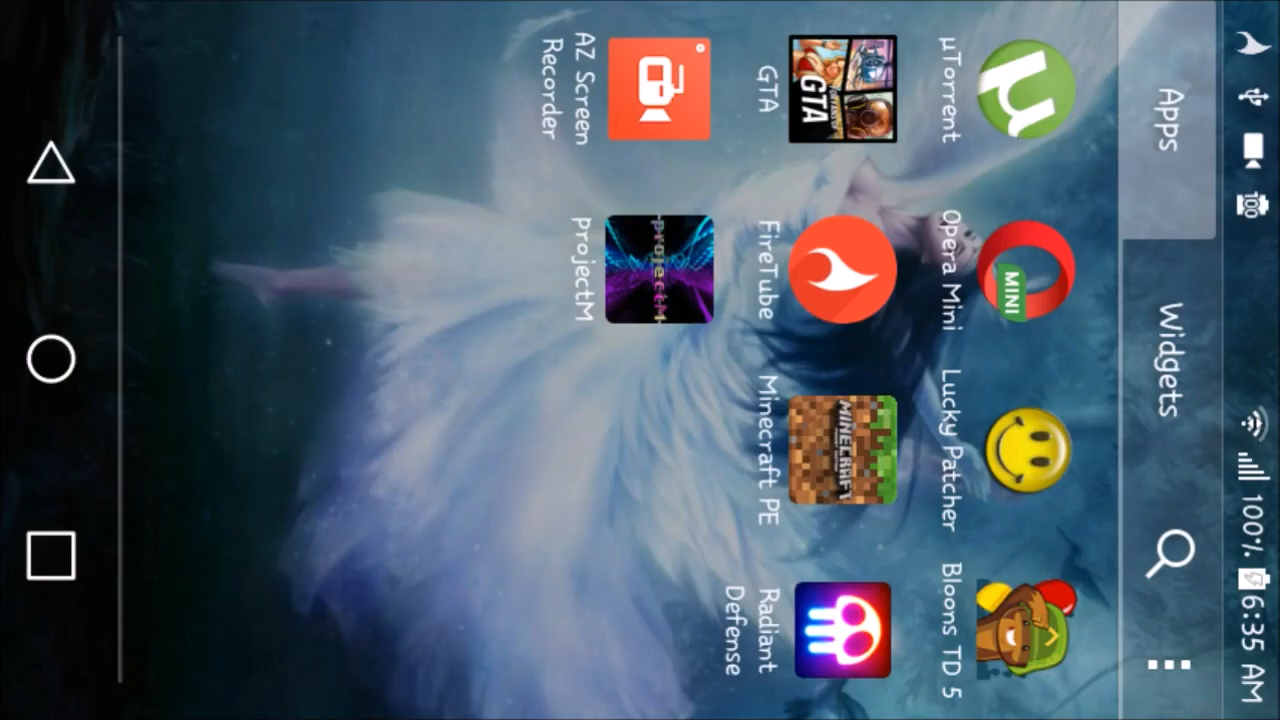 100
100% 6:35 AM
Apps
Widgets
µ
MINI
µTorrent
Opera Mini
Lucky Patcher
Bloons TD 5
GTA
MINECRAFT
GTA
FireTube
Minecraft PE
Radiant
Defense
projectM
AZ Screen
Recorder
projectM